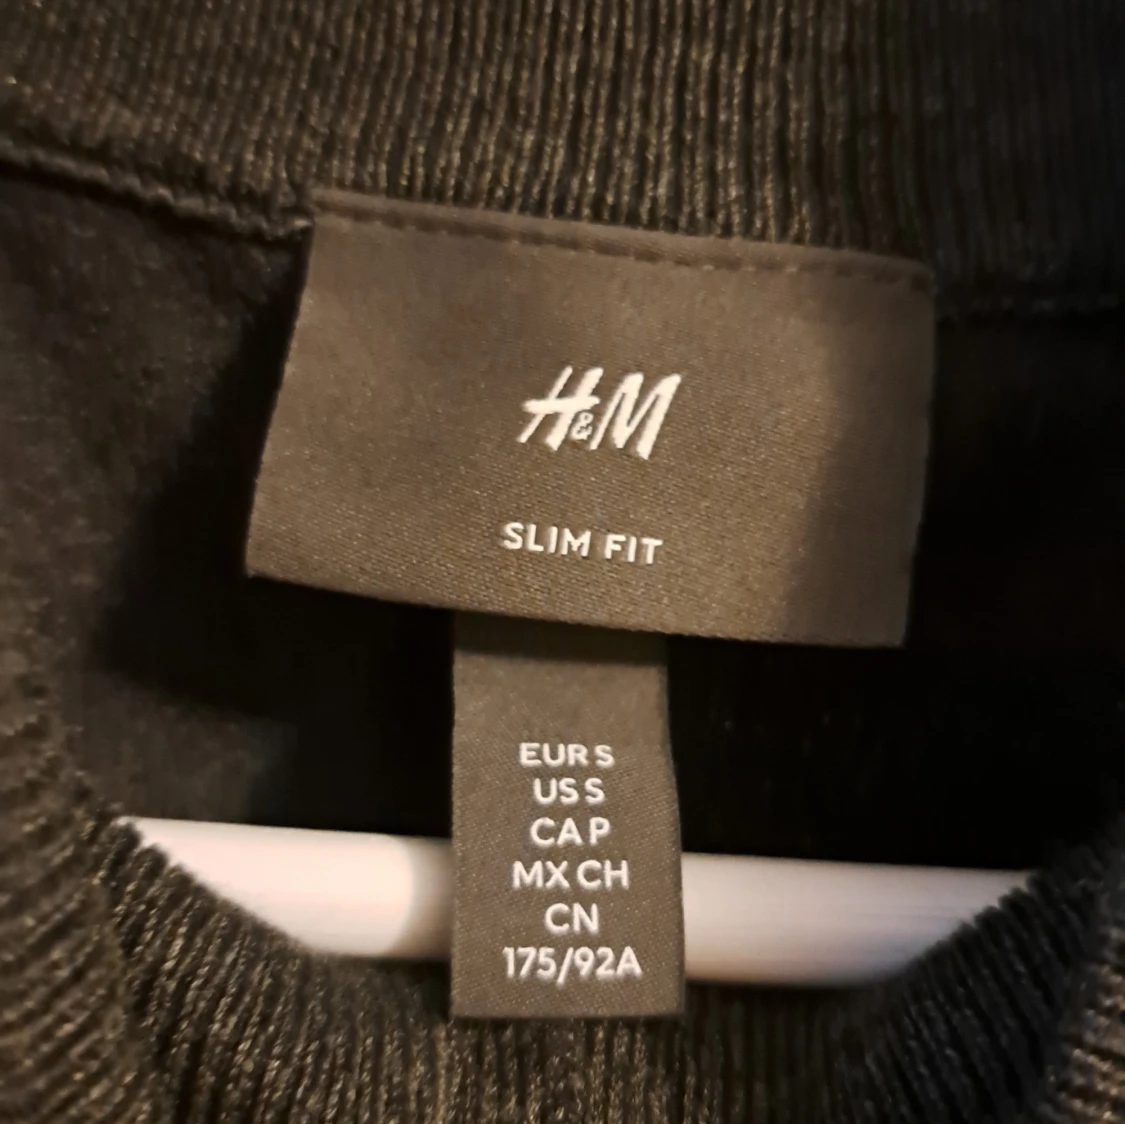 H&M
SLIM FIT
EUR S
US S
CA P
MX CH
CN
175/92A